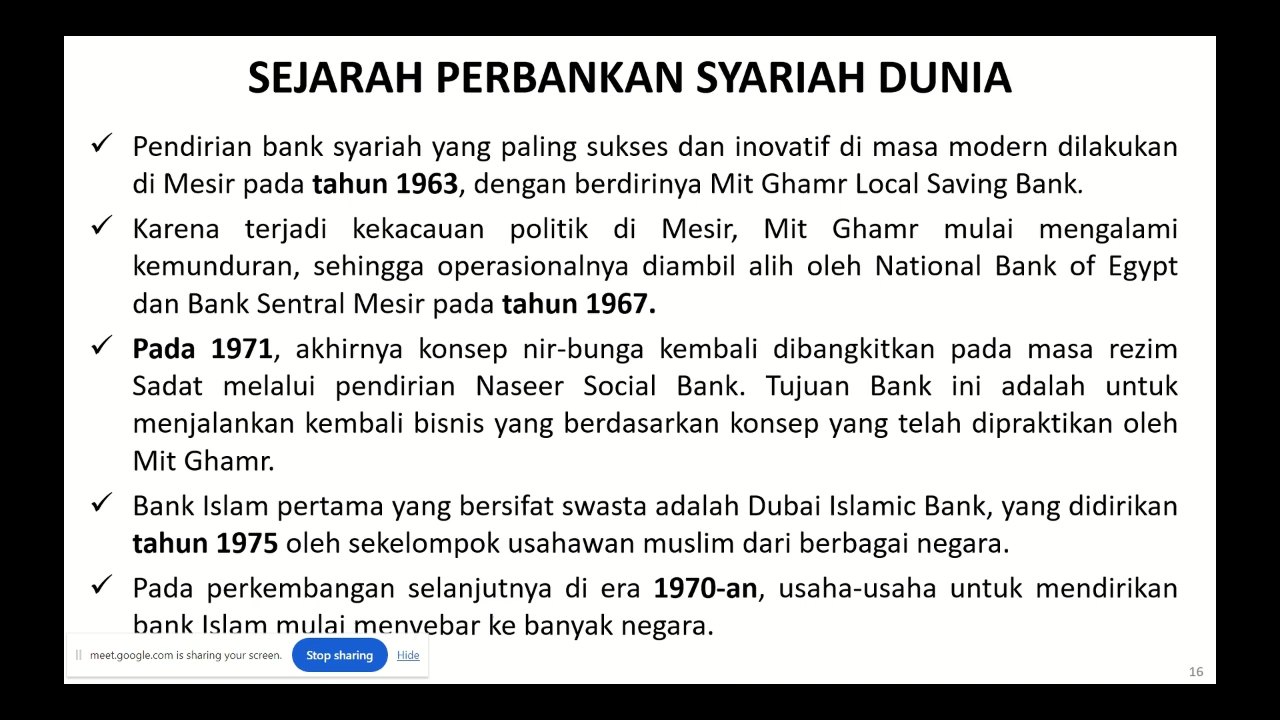 SEJARAH PERBANKAN SYARIAH DUNIA
✓ Pendirian bank syariah yang paling sukses dan inovatif di masa modern dilakukan
di Mesir pada tahun 1963, dengan berdirinya Mit Ghamr Local Saving Bank.
✓ Karena terjadi kekacauan politik di Mesir, Mit Ghamr mulai mengalami
kemunduran, sehingga operasionalnya diambil alih oleh National Bank of Egypt
dan Bank Sentral Mesir pada tahun 1967.
✓ Pada 1971, akhirnya konsep nir-bunga kembali dibangkitkan pada masa rezim
Sadat melalui pendirian Naseer Social Bank. Tujuan Bank ini adalah untuk
menjalankan kembali bisnis yang berdasarkan konsep yang telah dipraktikan oleh
Mit Ghamr.
✓ Bank Islam pertama yang bersifat swasta adalah Dubai Islamic Bank, yang didirikan
tahun 1975 oleh sekelompok usahawan muslim dari berbagai negara.
✓ Pada perkembangan selanjutnya di era 1970-an, usaha-usaha untuk mendirikan
bank Islam mulai menyebar ke banyak negara.
meet.google.com is sharing your screen. Stop sharing Hide
16